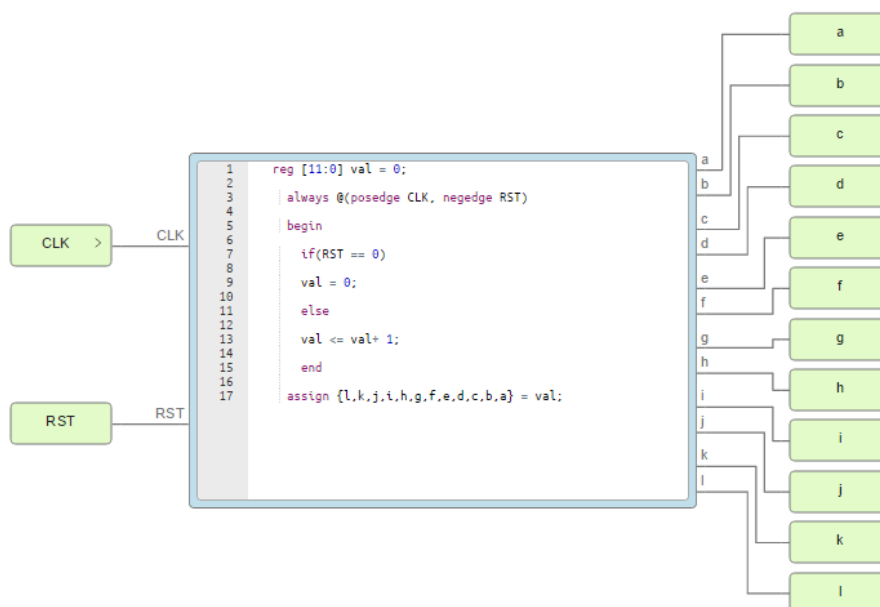 a
b
c
d
e
f
g
h
i
j
k
l
CLK >
CLK
RST
RST
1 reg [11:0] val = 0;
2
3 always @(posedge CLK, negedge RST)
4
5 begin
6
7 if(RST == 0)
8
9 val = 0;
10
11 else
12
13 val <= val+ 1;
14
15 end
16
17 assign {l,k,j,i,h,g,f,e,d,c,b,a} = val;
a
b
c
d
e
f
g
h
i
j
k
l